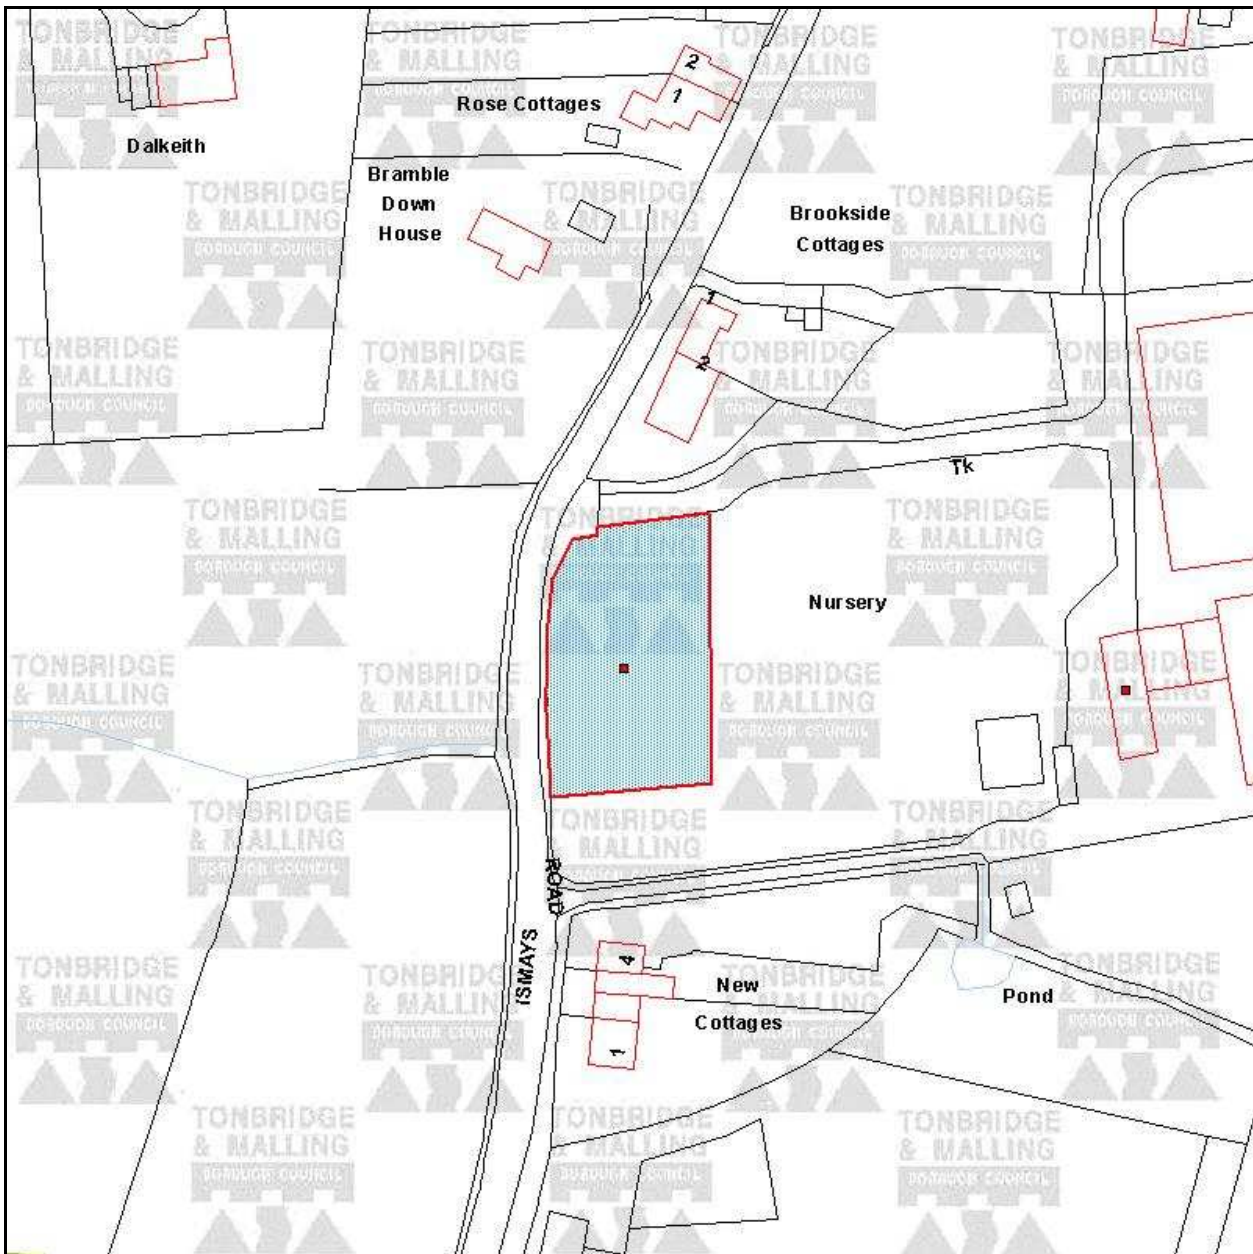 TONBRIDGE
& MALLING
BOROUGH COUNCIL
Dalkeith
Rose Cottages
2
1
Bramble
Down
House
Brookside
Cottages
1
2
Tk
Nursery
ISMAYS ROAD
4
1
New
Cottages
Pond